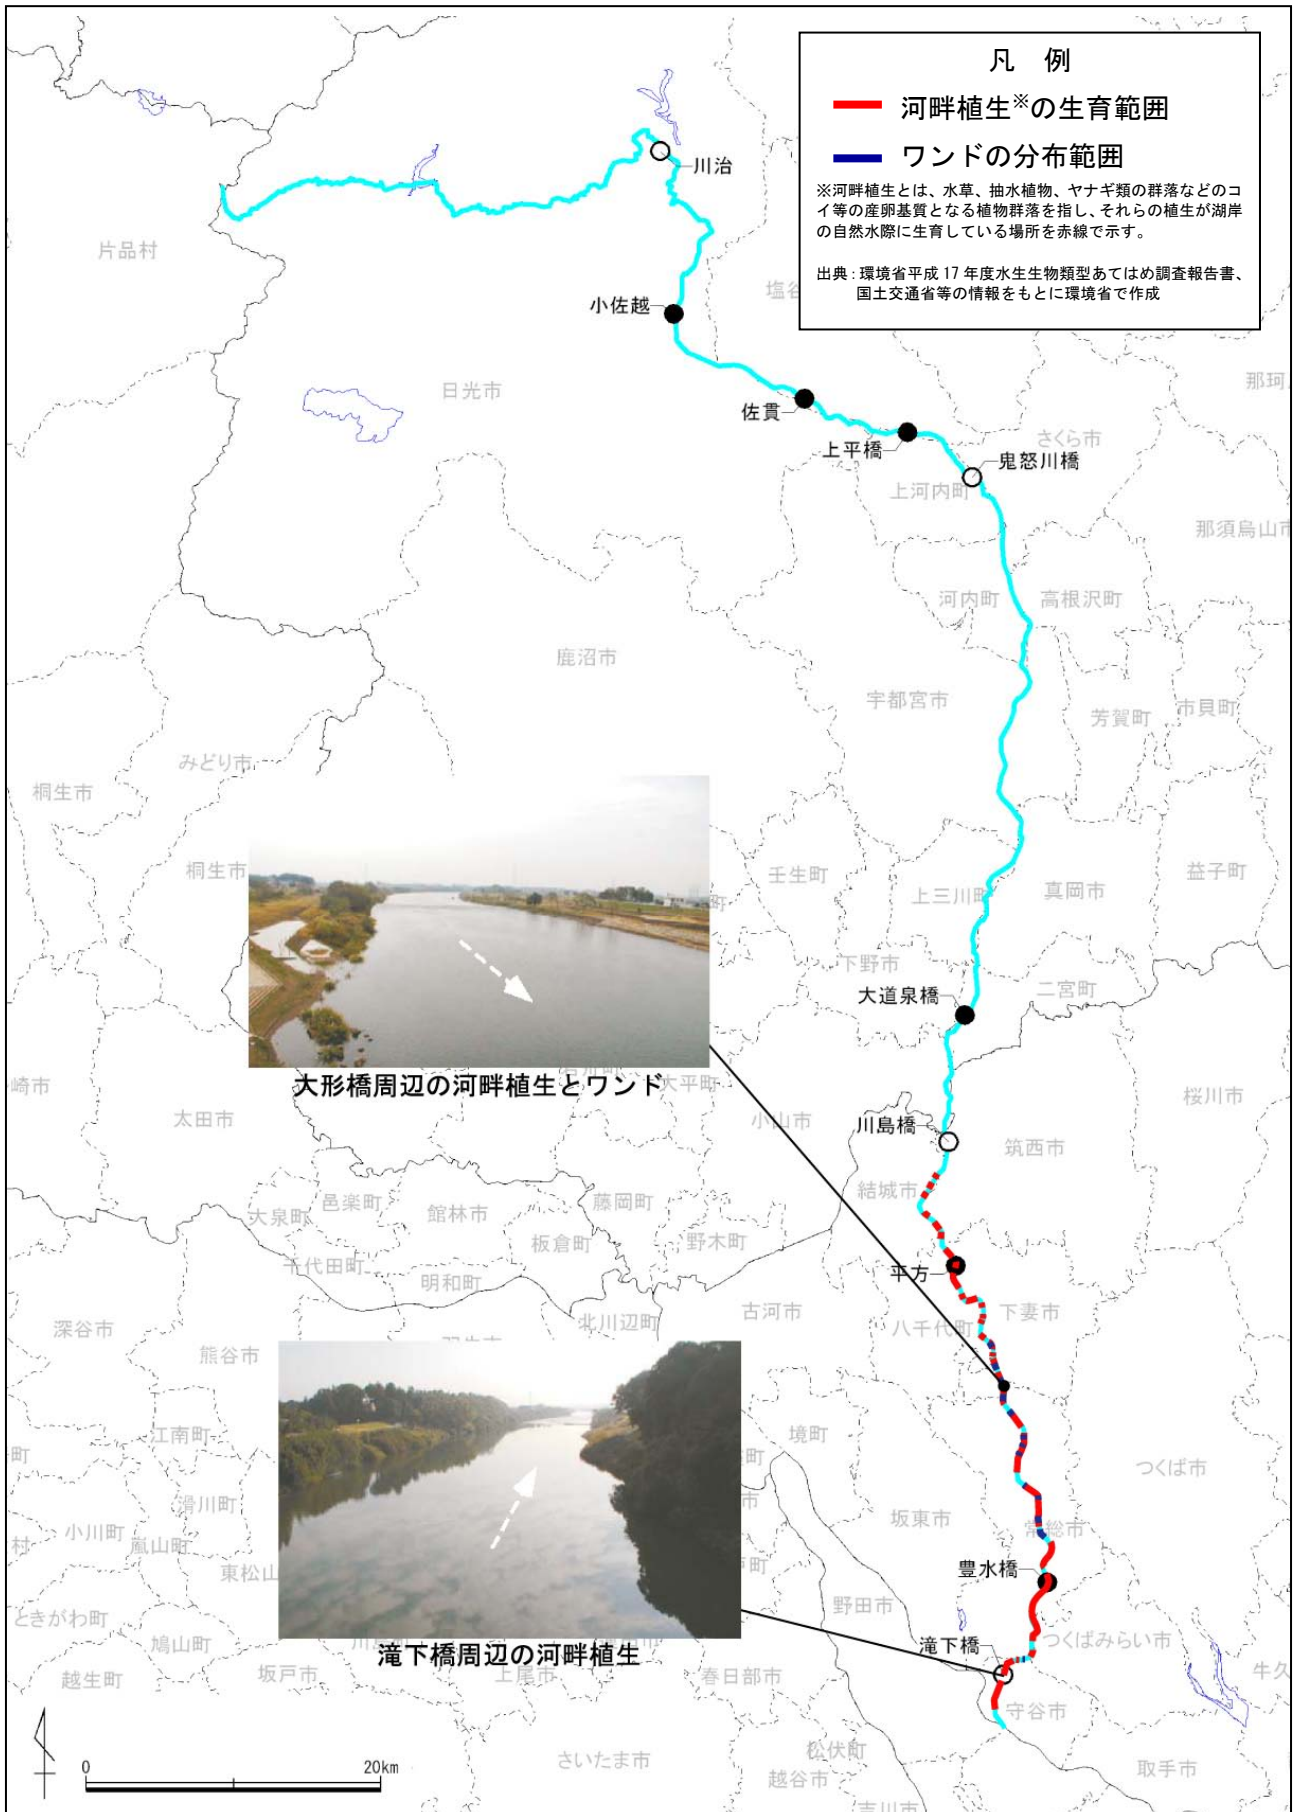 凡 例
河畔植生※の生育範囲
ワンドの分布範囲
※河畔植生とは、水草、抽水植物、ヤナギ類の群落などのコ
イ等の産卵基質となる植物群落を指し、それらの植生が湖岸
の自然水際に生育している場所を赤線で示す。
出典：環境省平成 17 年度水生生物類型あてはめ調査報告書、
国土交通省等の情報をもとに環境省で作成
川治
片品村
塩谷
小佐越
日光市
那珂
佐貫
上平橋
さくら市
鬼怒川橋
上河内町
那須烏山市
河内町
高根沢町
鹿沼市
宇都宮市
芳賀町
市貝町
みどり市
桐生市
桐生市
壬生町
上三川町
真岡市
益子町
町
下野市
二宮町
大道泉橋
大形橋周辺の河畔植生とワンド
大平町
崎市
太田市
小山市
川島橋
桜川市
筑西市
結城市
大泉町
邑楽町
館林市
藤岡町
板倉町
野木町
千代田町
明和町
平方
北川辺町
古河市
八千代町
下妻市
深谷市
熊谷市
江南町
境町
町
町
つくば市
滑川町
市
坂東市
常総市
小川町
嵐山町
村
東松山
町
豊水橋
ときがわ町
鳩山町
野田市
滝下橋
つくばみらい市
滝下橋周辺の河畔植生
越生町
坂戸市
上尾市
春日部市
牛久
守谷市
0
20km
さいたま市
松伏町
越谷市
取手市
吉川市